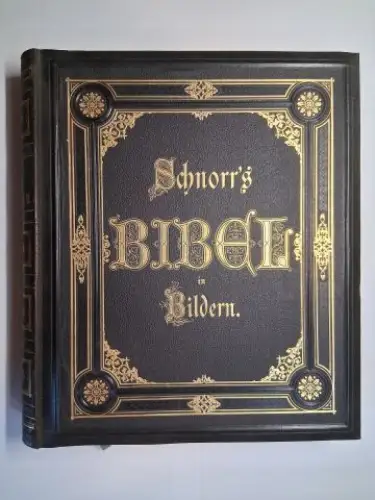 Schnorr's
BIBEL
in
Bildern.